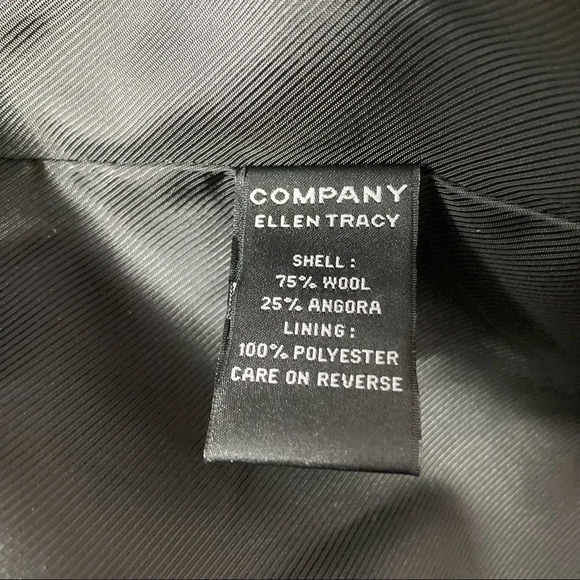 COMPANY
ELLEN TRACY
SHELL :
75% WOOL
25% ANGORA
LINING :
100% POLYESTER
CARE ON REVERSE